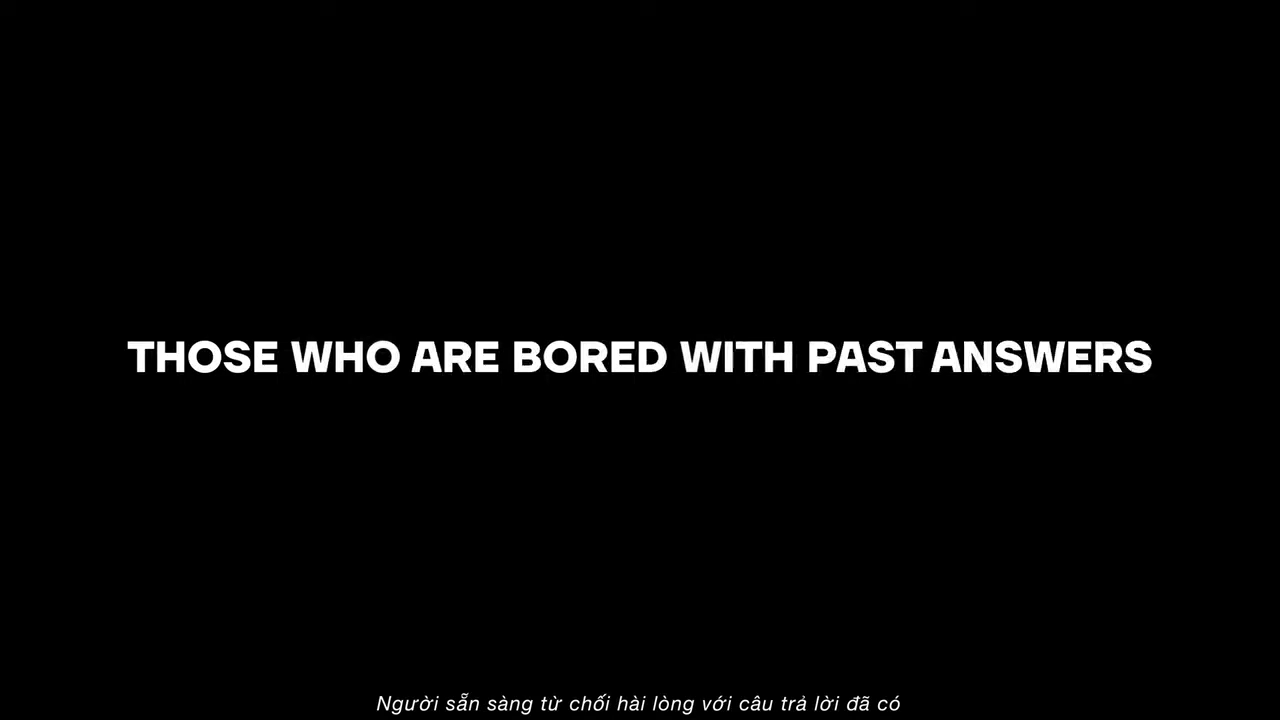 THOSE WHO ARE BORED WITH PAST ANSWERS
Người sẵn sàng từ chối hài lòng với câu trả lời đã có